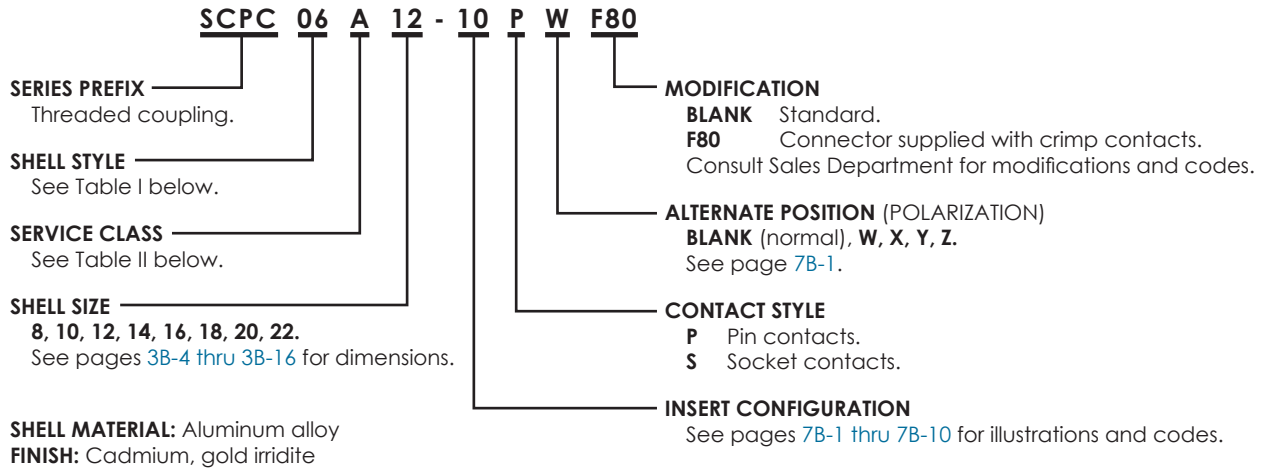 SCPC 06 A 12 - 10 P W F80
SERIES PREFIX
Threaded coupling.
SHELL STYLE
See Table I below.
SERVICE CLASS
See Table II below.
SHELL SIZE
8, 10, 12, 14, 16, 18, 20, 22.
See pages 3B-4 thru 3B-16 for dimensions.
SHELL MATERIAL: Aluminum alloy
FINISH: Cadmium, gold irridite
MODIFICATION
BLANK Standard.
F80 Connector supplied with crimp contacts.
Consult Sales Department for modifications and codes.
ALTERNATE POSITION (POLARIZATION)
BLANK (normal), W, X, Y, Z.
See page 7B-1.
CONTACT STYLE
P Pin contacts.
S Socket contacts.
INSERT CONFIGURATION
See pages 7B-1 thru 7B-10 for illustrations and codes.